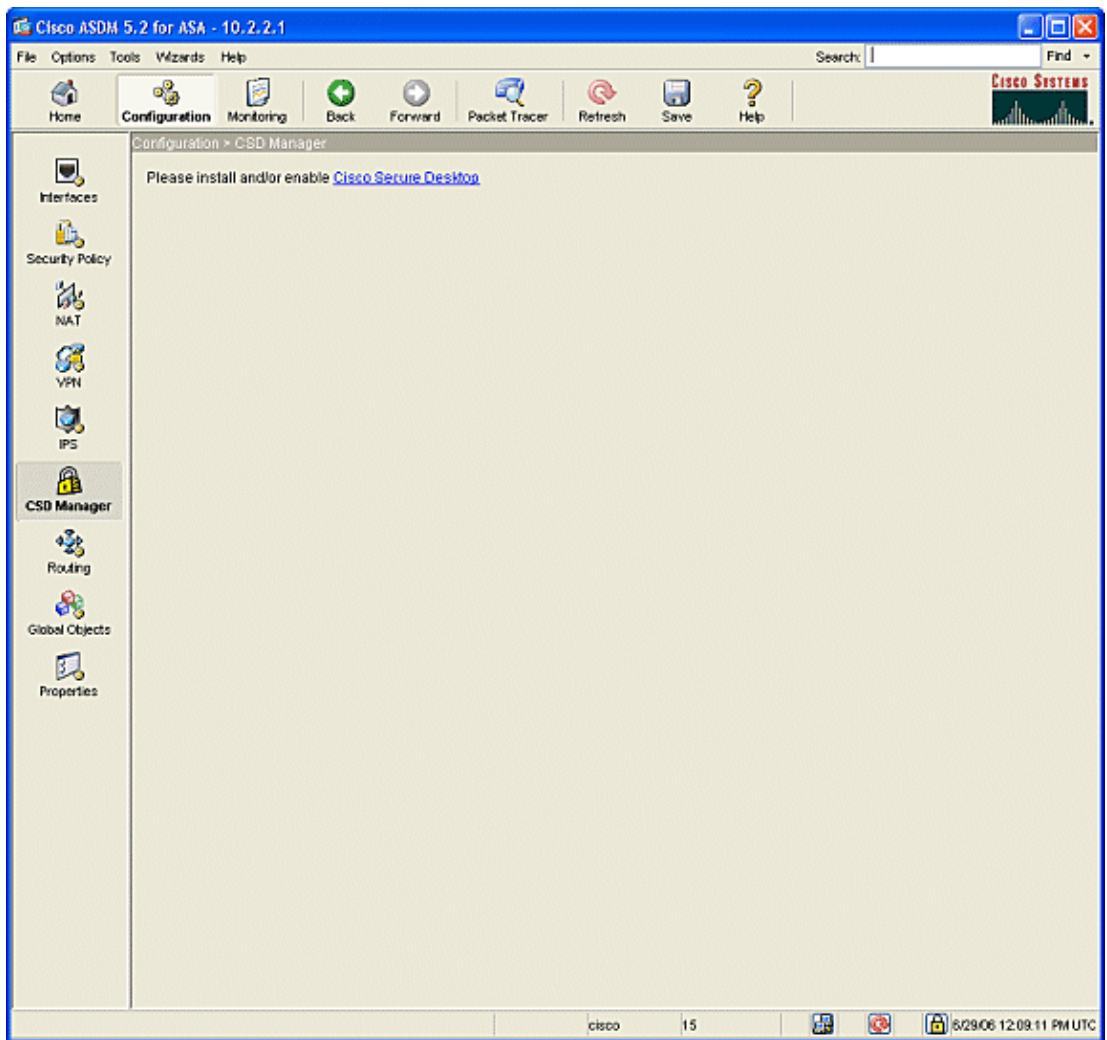 Cisco ASDM 5.2 for ASA - 10.2.2.1
File Options Tools Wizards Help Search: Find
Home Configuration Monitoring Back Forward Packet Tracer Refresh Save Help
CISCO SYSTEMS
Configuration > CSD Manager
Please install and/or enable Cisco Secure Desktop
Interfaces
Security Policy
NAT
VPN
IPS
CSD Manager
Routing
Global Objects
Properties
cisco 15 6/29/06 12:09:11 PM UTC